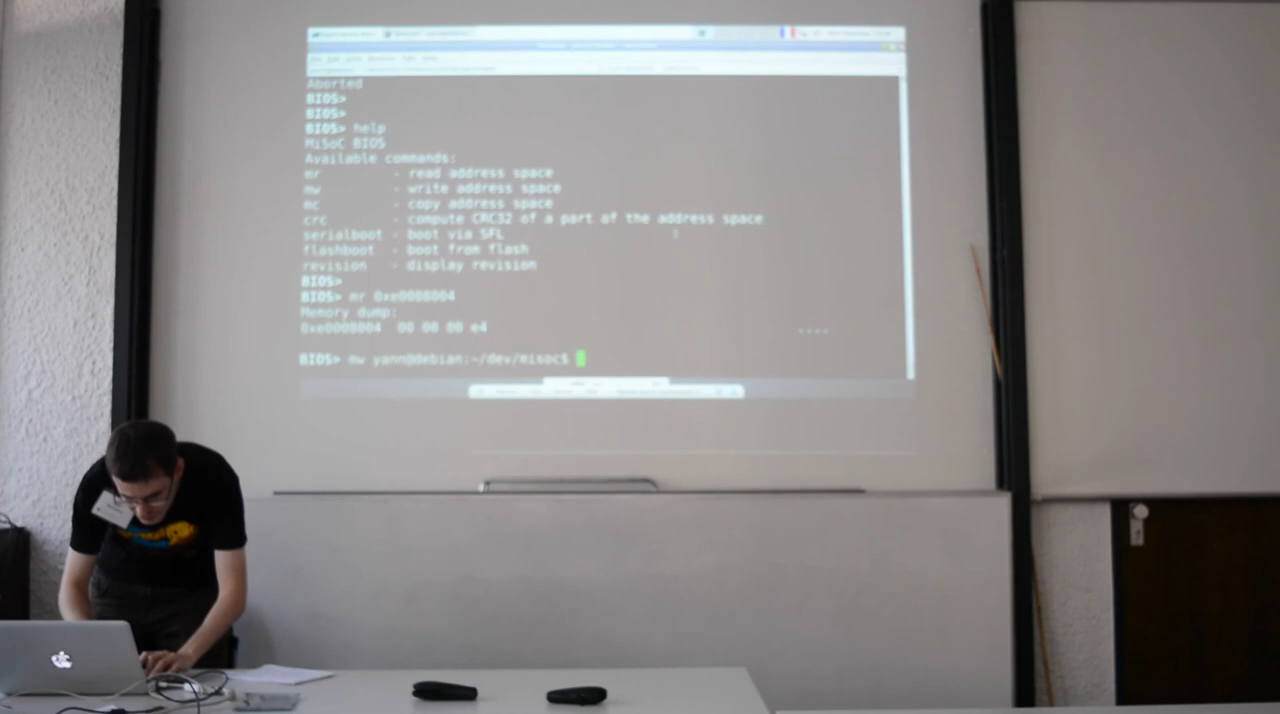 Aborted
BIOS>
BIOS>
BIOS> help
MiSoC BIOS
Available commands:
mr - read address space
mw - write address space
mc - copy address space
crc - compute CRC32 of a part of the address space
serialboot - boot via SFL
flashboot - boot from flash
revision - display revision
BIOS>
BIOS> mr 0xe0008004
Memory dump:
0xe0008004 00 00 00 e4 ....
BIOS> mw yann@debian:~/dev/misoc$